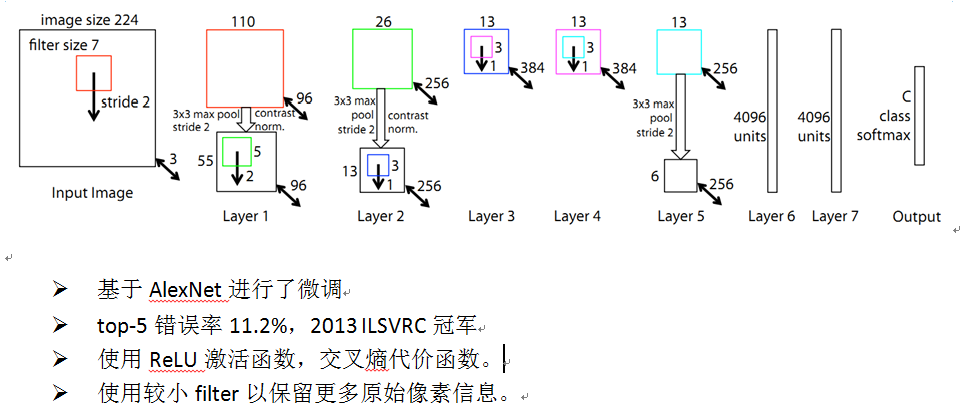 image size 224
110
26
13
13
13
filter size 7
stride 2
3
Input Image
96
3x3 max pool stride 2
contrast norm.
55
5
2
96
Layer 1
256
3x3 max pool stride 2
contrast norm.
13
3
1
256
Layer 2
3
1
384
Layer 3
3
1
384
Layer 4
256
3x3 max pool stride 2
6
256
Layer 5
4096 units
Layer 6
4096 units
Layer 7
C class softmax
Output
➢ 基于 AlexNet 进行了微调
➢ top-5 错误率 11.2%，2013 ILSVRC 冠军
➢ 使用 ReLU 激活函数，交叉熵代价函数。
➢ 使用较小 filter 以保留更多原始像素信息。